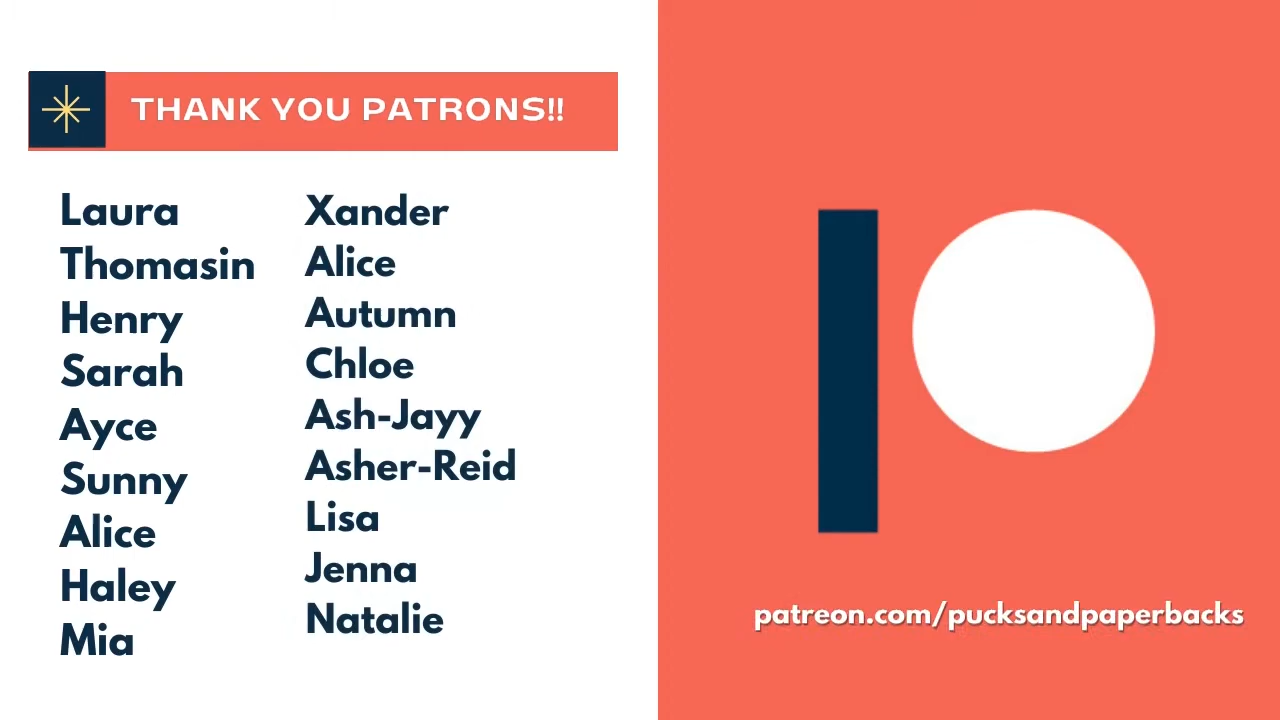 THANK YOU PATRONS!!
Laura
Thomasin
Henry
Sarah
Ayce
Sunny
Alice
Haley
Mia
Xander
Alice
Autumn
Chloe
Ash-Jayy
Asher-Reid
Lisa
Jenna
Natalie
patreon.com/pucksandpaperbacks